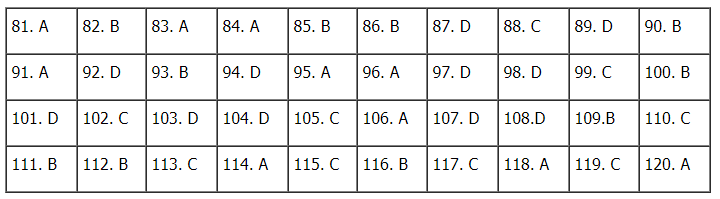 81. A 82. B 83. A 84. A 85. B 86. B 87. D 88. C 89. D 90. B
91. A 92. D 93. B 94. D 95. A 96. A 97. D 98. D 99. C 100. B
101. D 102. C 103. D 104. D 105. C 106. A 107. D 108.D 109.B 110. C
111. B 112. B 113. C 114. A 115. C 116. B 117. C 118. A 119. C 120. A